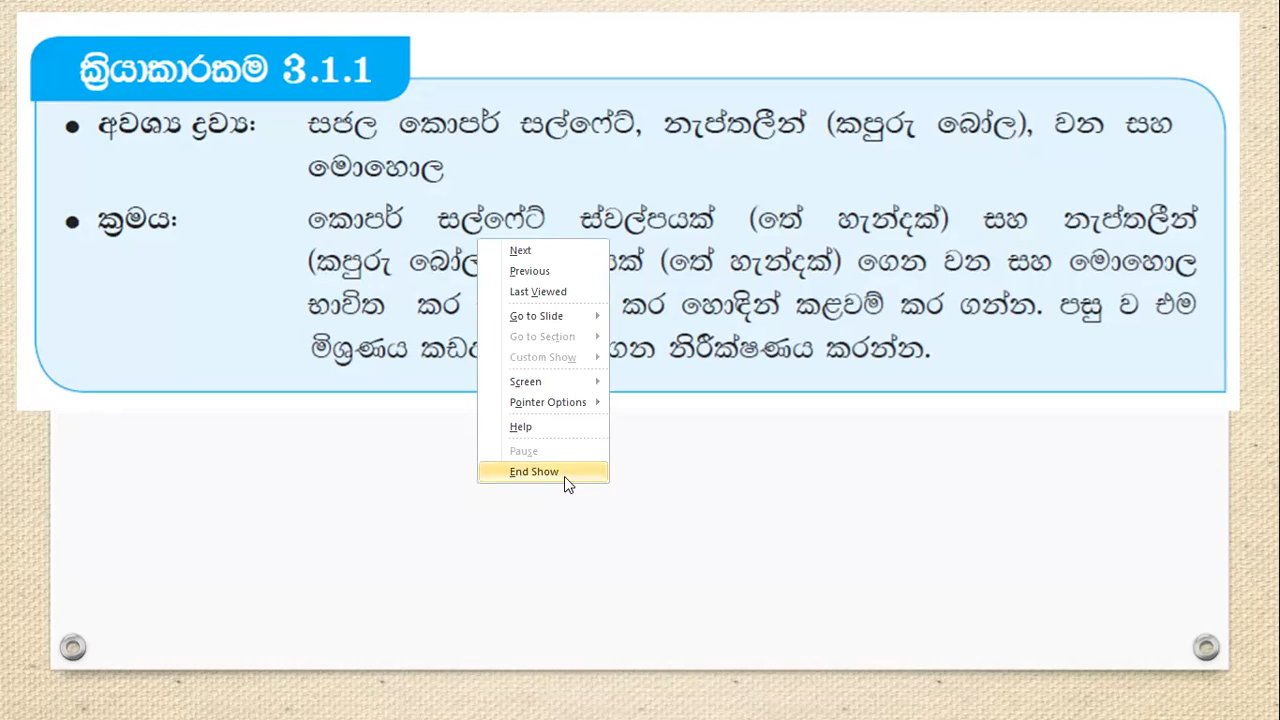 ක්‍රියාකාරකම 3.1.1
• අවශ්‍ය ද්‍රව්‍ය: සජල කොපර් සල්ෆේට්, නැප්තලීන් (කපුරු බෝල), වන සහ
මොහොල
• ක්‍රමය: කොපර් සල්ෆේට් ස්වල්පයක් (තේ හැන්දක්) සහ නැප්තලීන්
(කපුරු (තේ හැන්දක්) ගෙන වන සහ මොහොල
භාවිත කර කර හොඳින් කළවම් කර ගන්න. පසු ව එම
මිශ්‍රණය නිරීක්ෂණය කරන්න.
Next
Previous
Last Viewed
Go to Slide
Go to Section
Custom Show
Screen
Pointer Options
Help
Pause
End Show